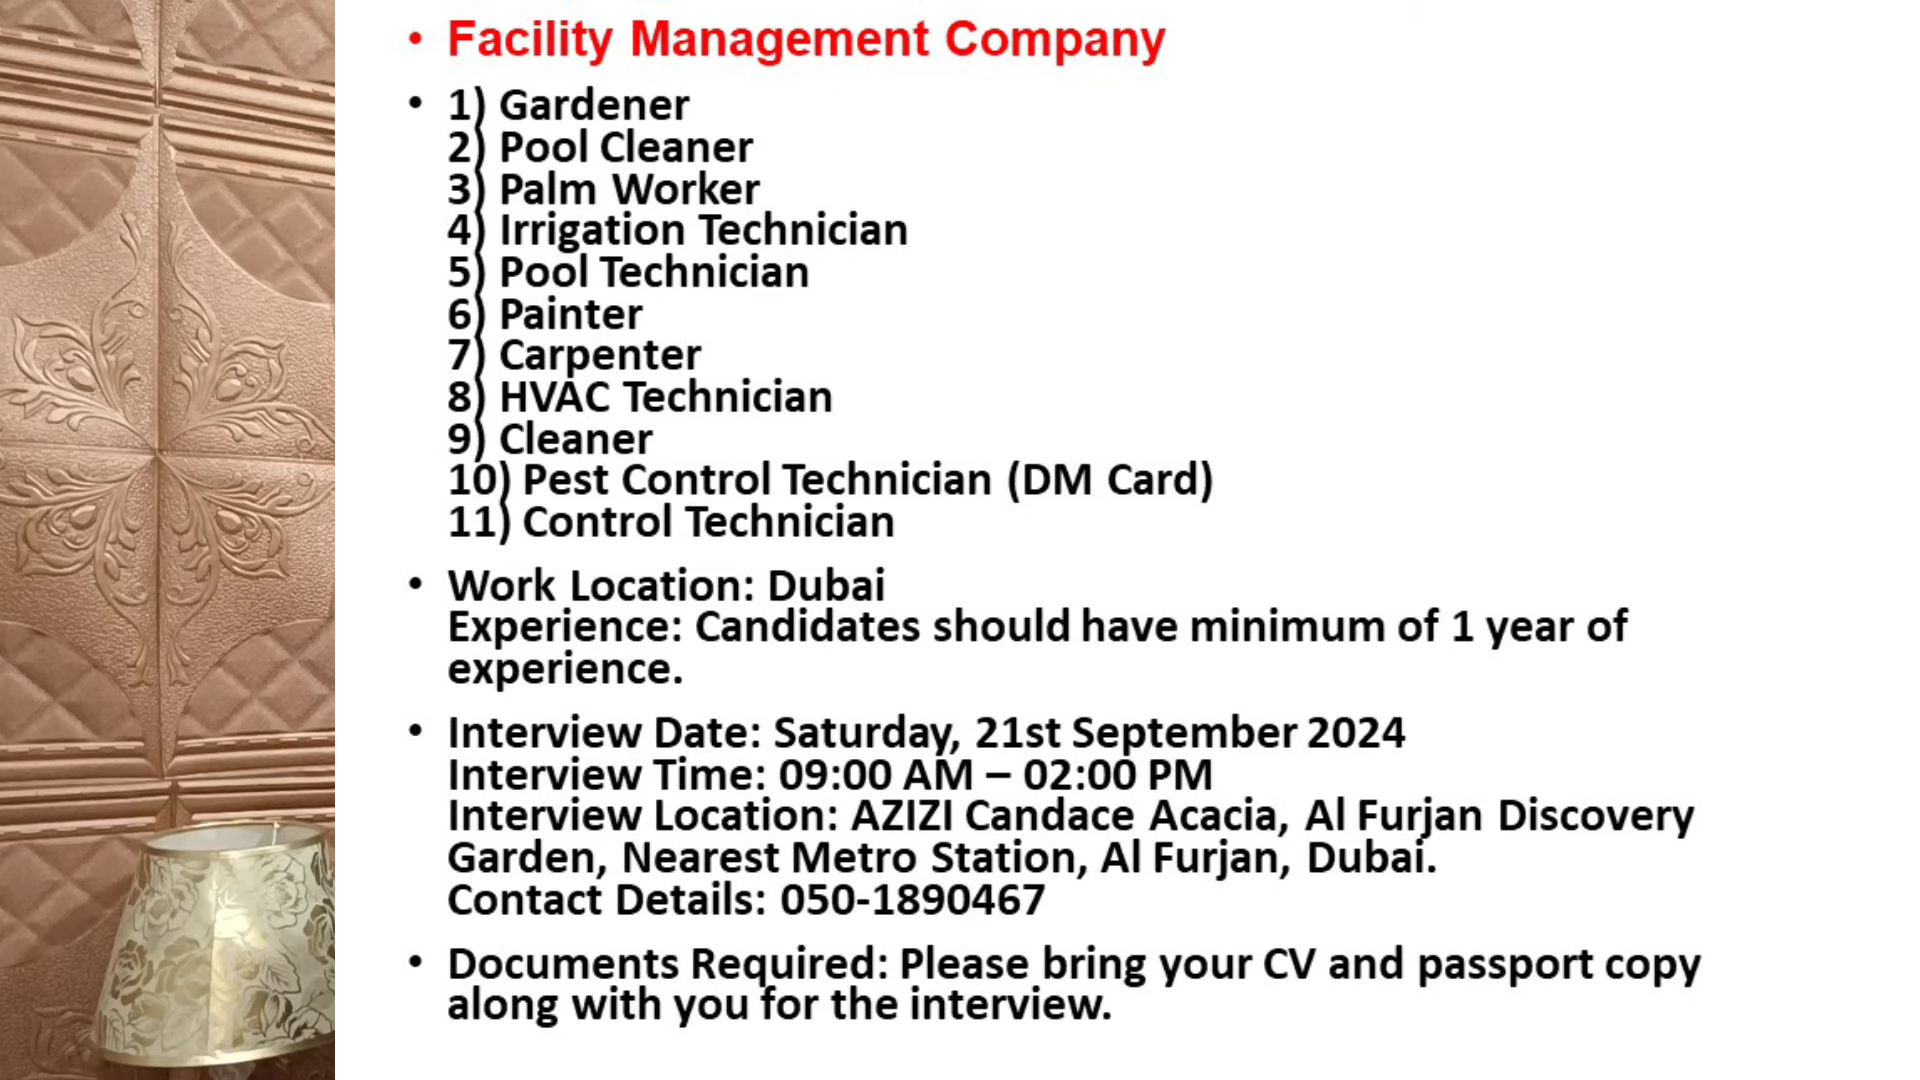 • Facility Management Company
• 1) Gardener
2) Pool Cleaner
3) Palm Worker
4) Irrigation Technician
5) Pool Technician
6) Painter
7) Carpenter
8) HVAC Technician
9) Cleaner
10) Pest Control Technician (DM Card)
11) Control Technician
• Work Location: Dubai
Experience: Candidates should have minimum of 1 year of
experience.
• Interview Date: Saturday, 21st September 2024
Interview Time: 09:00 AM – 02:00 PM
Interview Location: AZIZI Candace Acacia, Al Furjan Discovery
Garden, Nearest Metro Station, Al Furjan, Dubai.
Contact Details: 050-1890467
• Documents Required: Please bring your CV and passport copy
along with you for the interview.